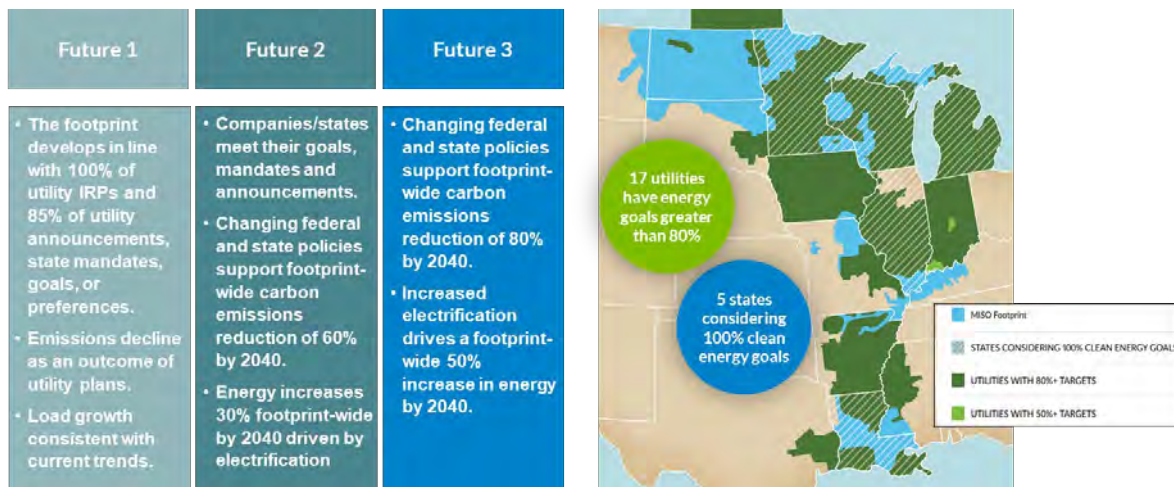 Future 1
• The footprint
develops in line
with 100% of
utility IRPs and
85% of utility
announcements,
state mandates,
goals, or
preferences.
• Emissions decline
as an outcome of
utility plans.
• Load growth
consistent with
current trends.
Future 2
• Companies/states
meet their goals,
mandates and
announcements.
• Changing federal
and state policies
support footprint-
wide carbon
emissions
reduction of 60%
by 2040.
• Energy increases
30% footprint-wide
by 2040 driven by
electrification
Future 3
• Changing federal
and state policies
support footprint-
wide carbon
emissions
reduction of 80%
by 2040.
• Increased
electrification
drives a footprint-
wide 50%
increase in energy
by 2040.
17 utilities
have energy
goals greater
than 80%
5 states
considering
100% clean
energy goals
MISO Footprint
STATES CONSIDERING 100% CLEAN ENERGY GOALS
UTILITIES WITH 80%+ TARGETS
UTILITIES WITH 50%+ TARGETS